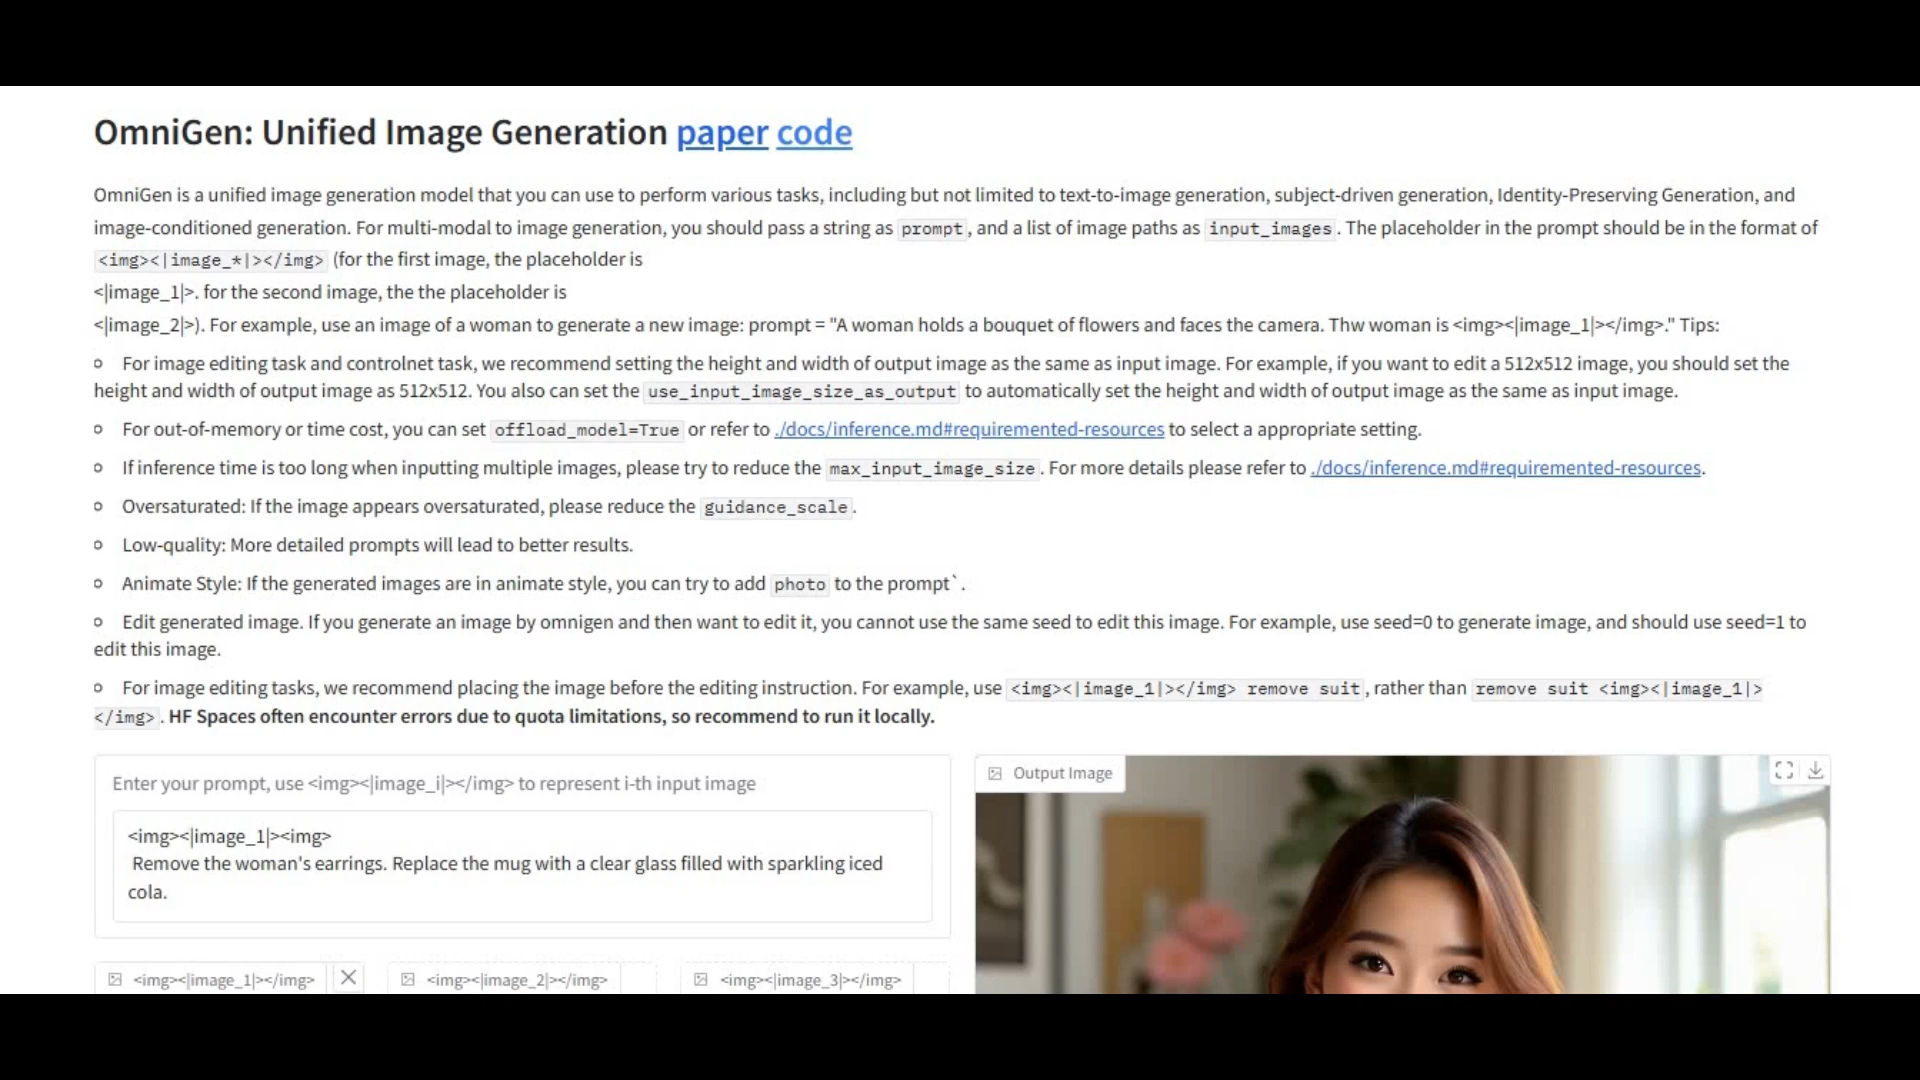 OmniGen: Unified Image Generation paper code
OmniGen is a unified image generation model that you can use to perform various tasks, including but not limited to text-to-image generation, subject-driven generation, Identity-Preserving Generation, and
image-conditioned generation. For multi-modal to image generation, you should pass a string as prompt, and a list of image paths as input_images. The placeholder in the prompt should be in the format of
<img><|image_*|></img> (for the first image, the placeholder is
<|image_1|>. for the second image, the the placeholder is
<|image_2|>). For example, use an image of a woman to generate a new image: prompt = "A woman holds a bouquet of flowers and faces the camera. Thw woman is <img><|image_1|></img>." Tips:
For image editing task and controlnet task, we recommend setting the height and width of output image as the same as input image. For example, if you want to edit a 512x512 image, you should set the
height and width of output image as 512x512. You also can set the use_input_image_size_as_output to automatically set the height and width of output image as the same as input image.
For out-of-memory or time cost, you can set offload_model=True or refer to ./docs/inference.md#requiremented-resources to select a appropriate setting.
If inference time is too long when inputting multiple images, please try to reduce the max_input_image_size. For more details please refer to ./docs/inference.md#requiremented-resources.
Oversaturated: If the image appears oversaturated, please reduce the guidance_scale.
Low-quality: More detailed prompts will lead to better results.
Animate Style: If the generated images are in animate style, you can try to add photo to the prompt`.
Edit generated image. If you generate an image by omnigen and then want to edit it, you cannot use the same seed to edit this image. For example, use seed=0 to generate image, and should use seed=1 to
edit this image.
For image editing tasks, we recommend placing the image before the editing instruction. For example, use <img><|image_1|></img> remove suit, rather than remove suit <img><|image_1|>
</img>. HF Spaces often encounter errors due to quota limitations, so recommend to run it locally.
Enter your prompt, use <img><|image_i|></img> to represent i-th input image
<img><|image_1|><img>
Remove the woman's earrings. Replace the mug with a clear glass filled with sparkling iced
cola.
Output Image
<img><|image_1|></img>
<img><|image_2|></img>
<img><|image_3|></img>